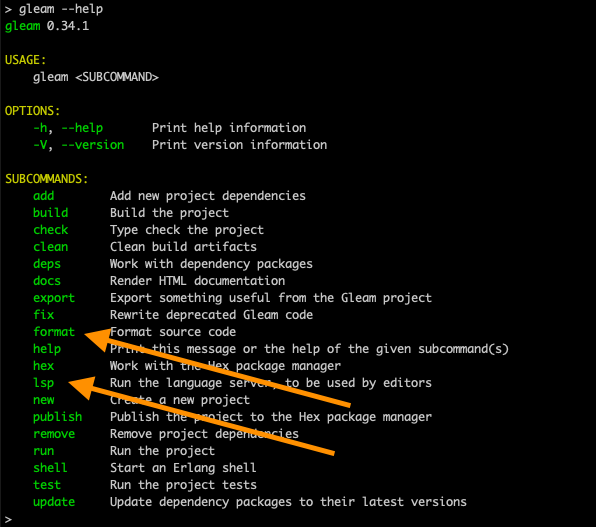 > gleam --help
gleam 0.34.1
USAGE:
gleam <SUBCOMMAND>
OPTIONS:
-h, --help Print help information
-V, --version Print version information
SUBCOMMANDS:
add Add new project dependencies
build Build the project
check Type check the project
clean Clean build artifacts
deps Work with dependency packages
docs Render HTML documentation
export Export something useful from the Gleam project
fix Rewrite deprecated Gleam code
format Format source code
help Print this message or the help of the given subcommand(s)
hex Work with the Hex package manager
lsp Run the language server, to be used by editors
new Create a new project
publish Publish the project to the Hex package manager
remove Remove project dependencies
run Run the project
shell Start an Erlang shell
test Run the project tests
update Update dependency packages to their latest versions
>